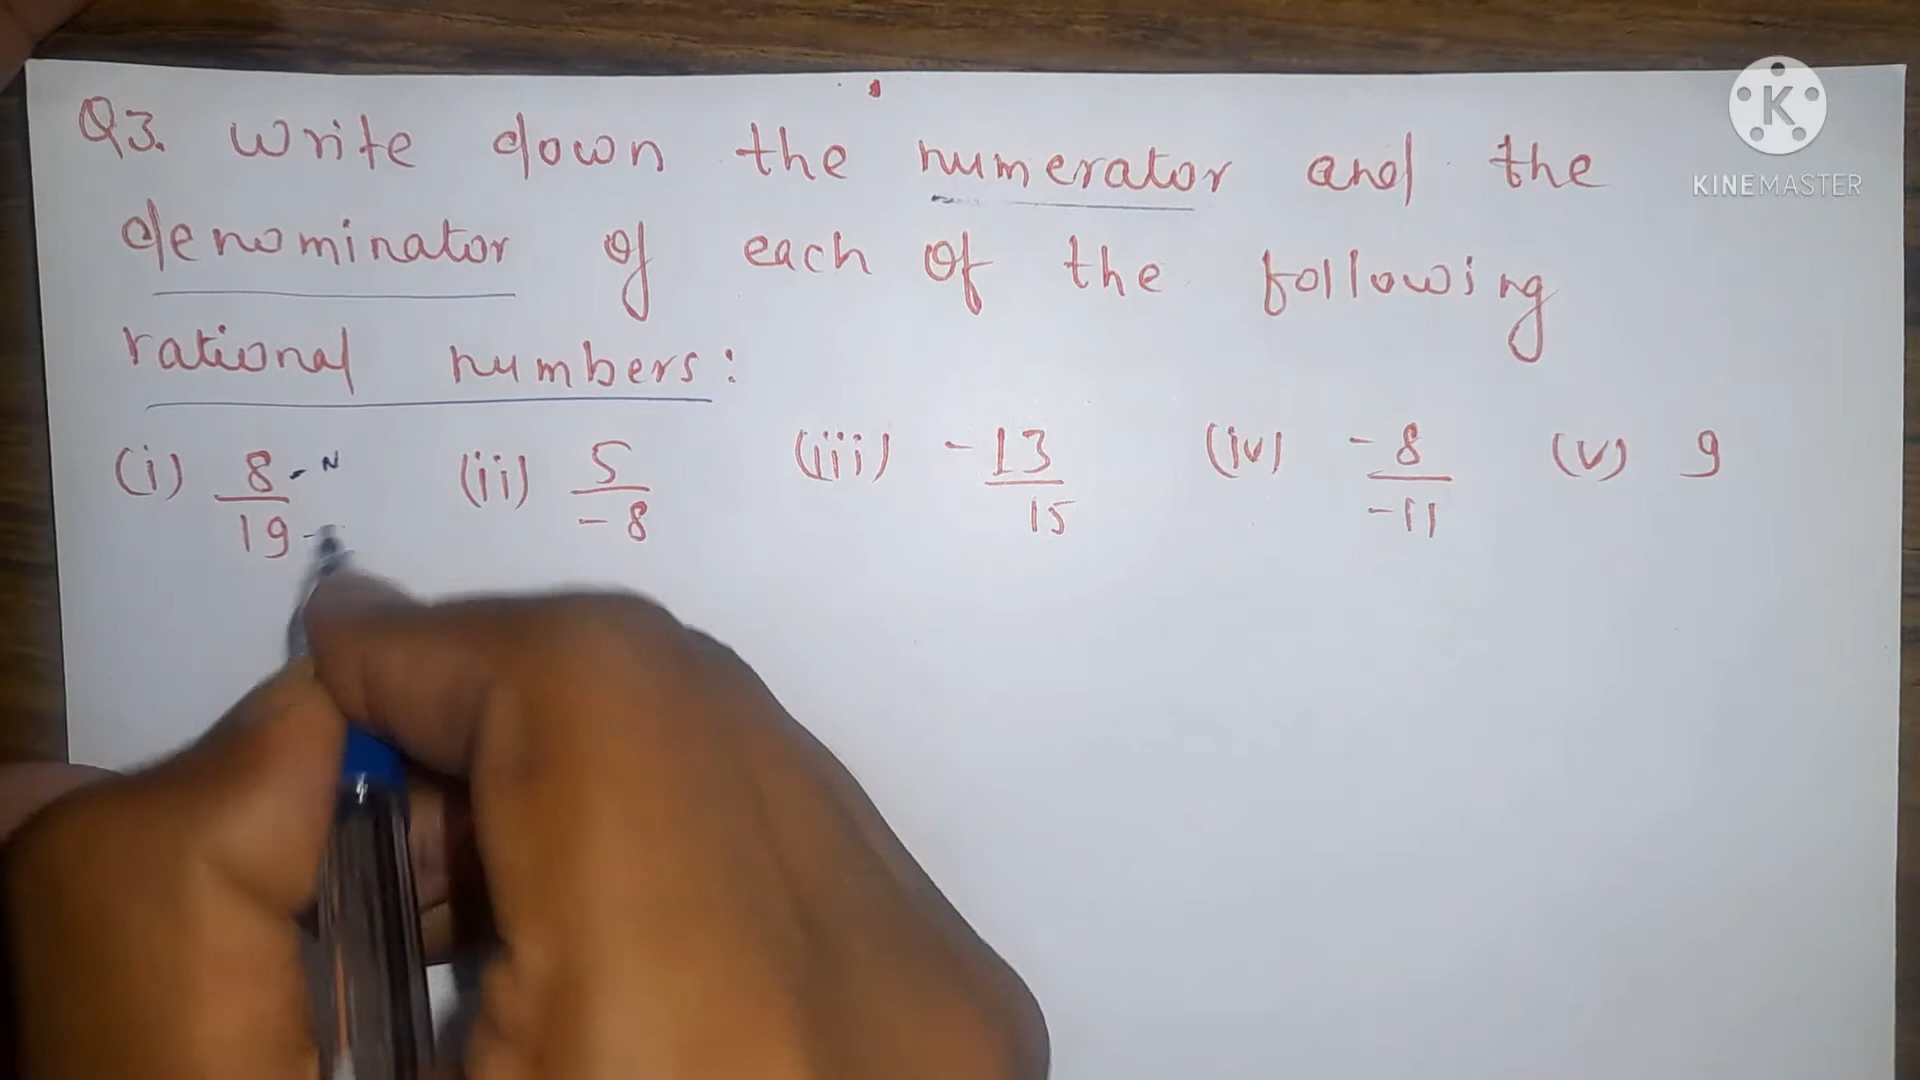 Q3. Write down the numerator and the
denominator of each of the following
rational numbers:
(i) 8/19 - N (ii) 5/-8 (iii) -13/15 (iv) -8/-11 (v) 9
K
KINEMASTER